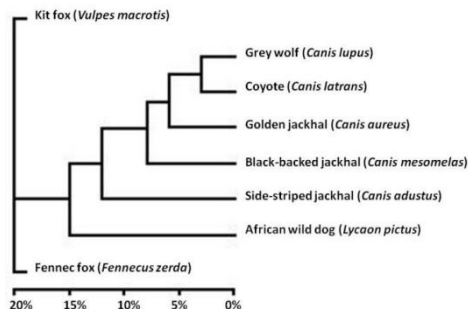 Kit fox (Vulpes macrotis)
Grey wolf (Canis lupus)
Coyote (Canis latrans)
Golden jackhal (Canis aureus)
Black-backed jackhal (Canis mesomelas)
Side-striped jackhal (Canis adustus)
African wild dog (Lycaon pictus)
Fennec fox (Fennecus zerda)
20% 15% 10% 5% 0%